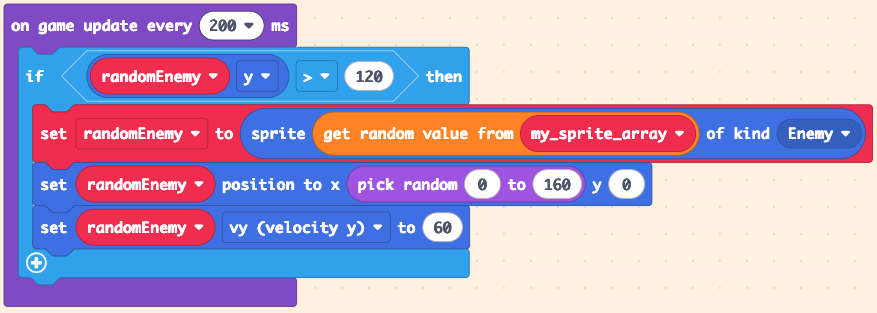 on game update every 200 ms
if randomEnemy y > 120 then
set randomEnemy to sprite get random value from my_sprite_array of kind Enemy
set randomEnemy position to x pick random 0 to 160 y 0
set randomEnemy vy (velocity y) to 60